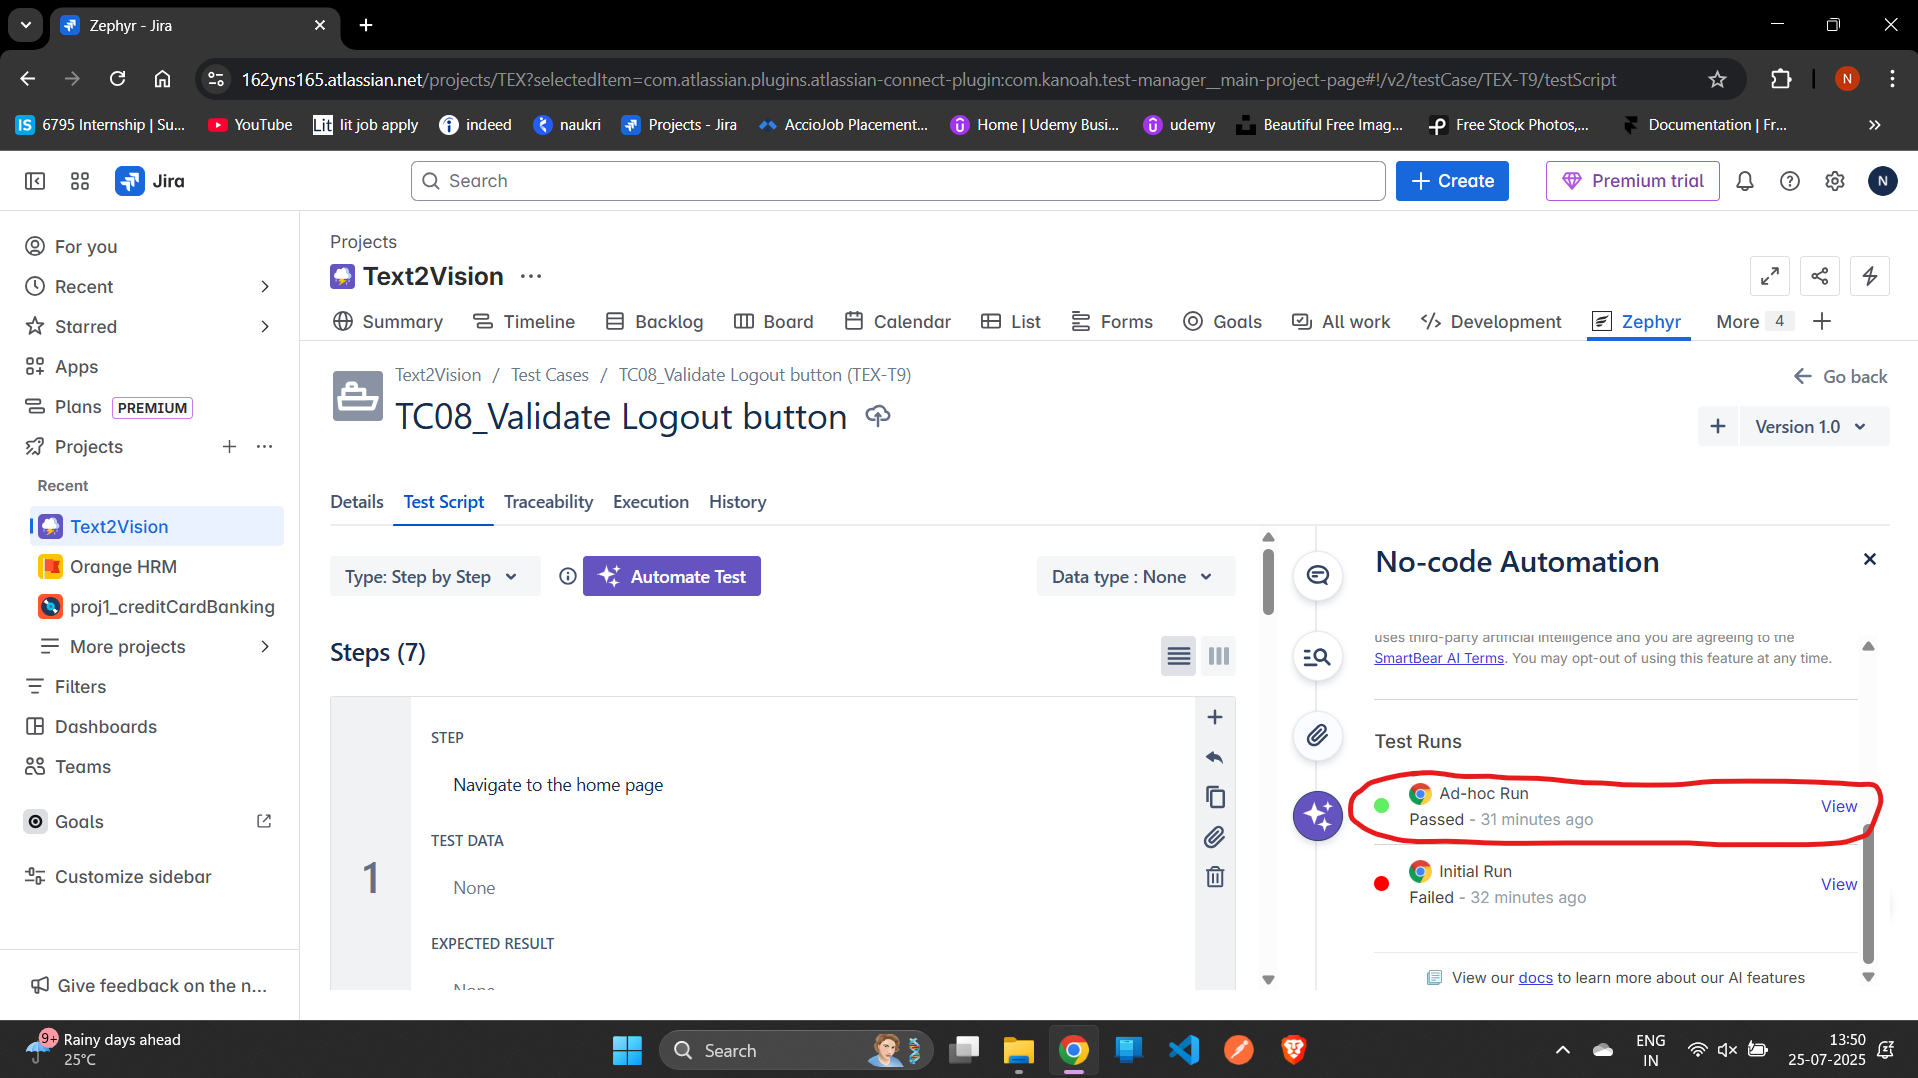 Zephyr - Jira
162yns165.atlassian.net/projects/TEX?selectedItem=com.atlassian.plugins.atlassian-connect-plugin:com.kanoah.test-manager__main-project-page#!/v2/testCase/TEX-T9/testScript
N
6795 Internship | Su...
YouTube
Lit
lit job apply
indeed
naukri
Projects - Jira
AccioJob Placement...
Home | Udemy Busi...
udemy
Beautiful Free Imag...
Free Stock Photos,...
Documentation | Fr...
Jira
Search
Create
Premium trial
N
For you
Recent
Starred
Apps
Plans
PREMIUM
Projects
Recent
Text2Vision
Orange HRM
proj1_creditCardBanking
More projects
Filters
Dashboards
Teams
Goals
Customize sidebar
Give feedback on the n...
Projects
Text2Vision
Summary
Timeline
Backlog
Board
Calendar
List
Forms
Goals
All work
Development
Zephyr
More 4
Text2Vision / Test Cases / TC08_Validate Logout button (TEX-T9)
Go back
TC08_Validate Logout button
Version 1.0
Details
Test Script
Traceability
Execution
History
Type: Step by Step
Automate Test
Data type : None
Steps (7)
1
STEP
Navigate to the home page
TEST DATA
None
EXPECTED RESULT
None
No-code Automation
uses third-party artificial intelligence and you are agreeing to the
SmartBear AI Terms. You may opt-out of using this feature at any time.
Test Runs
Ad-hoc Run
Passed - 31 minutes ago
View
Initial Run
Failed - 32 minutes ago
View
View our docs to learn more about our AI features
9+
Rainy days ahead
25°C
Search
ENG
IN
13:50
25-07-2025